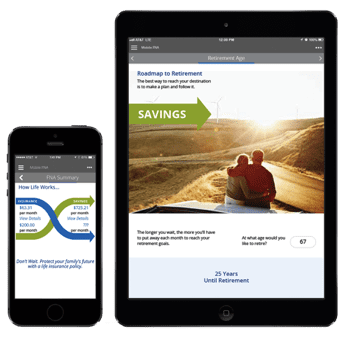 12:30 PM
Mobile FNA
Retirement Age
Roadmap to Retirement
The best way to reach your destination
is to make a plan and follow it.
SAVINGS
The longer you wait, the more you'll have
to put away each month to reach your
retirement goals.
At what age would you
like to retire?
67
25 Years
Until Retirement
FNA Summary
How Life Works...
INSURANCE
SAVINGS
$63.31
per month
View Details
$725.21
per month
View Details
$200.00
per month
per month
Don't Wait. Protect your family's future
with a life insurance policy.